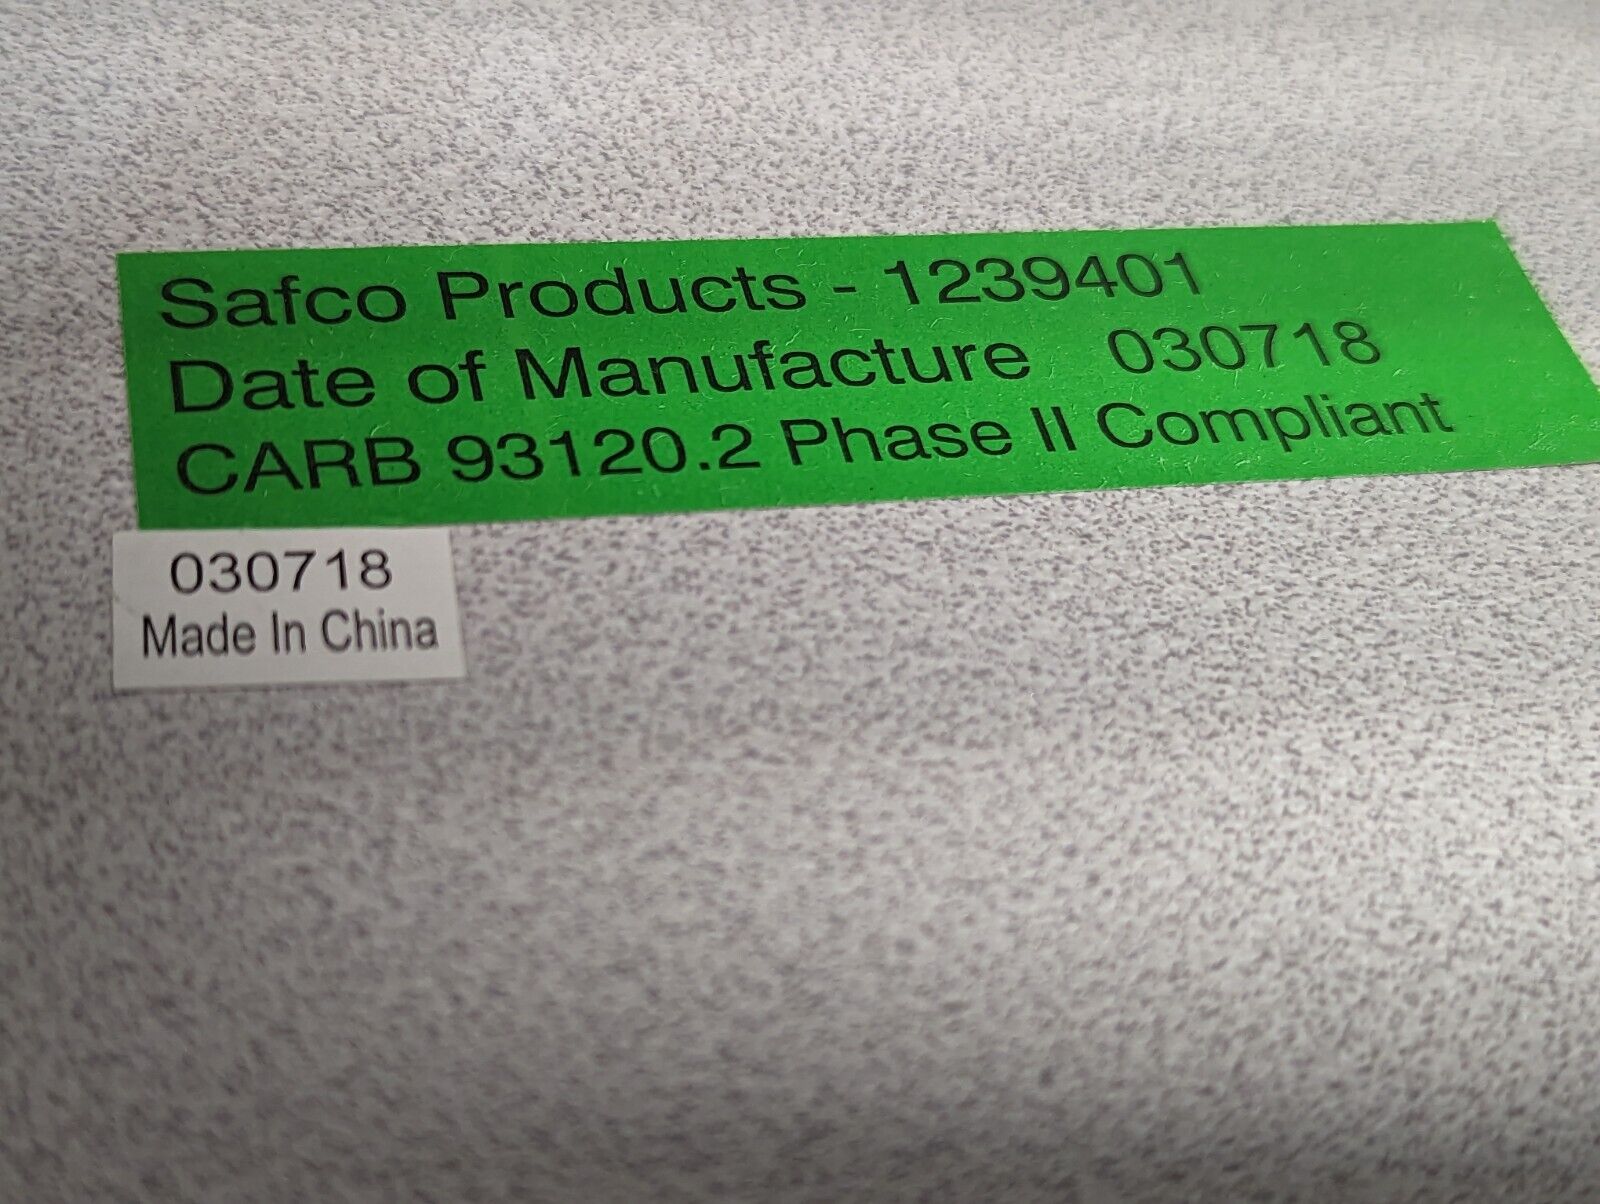 Safco Products - 1239401
Date of Manufacture 030718
CARB 93120.2 Phase II Compliant
030718
Made In China